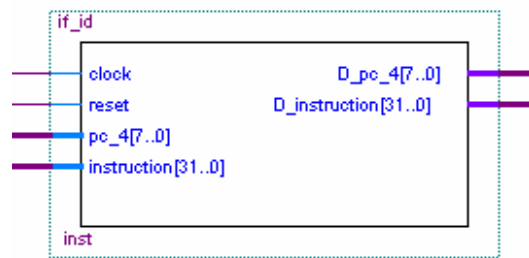 if_id
clock D_pc_4[7..0]
reset D_instruction[31..0]
pc_4[7..0]
instruction[31..0]
inst